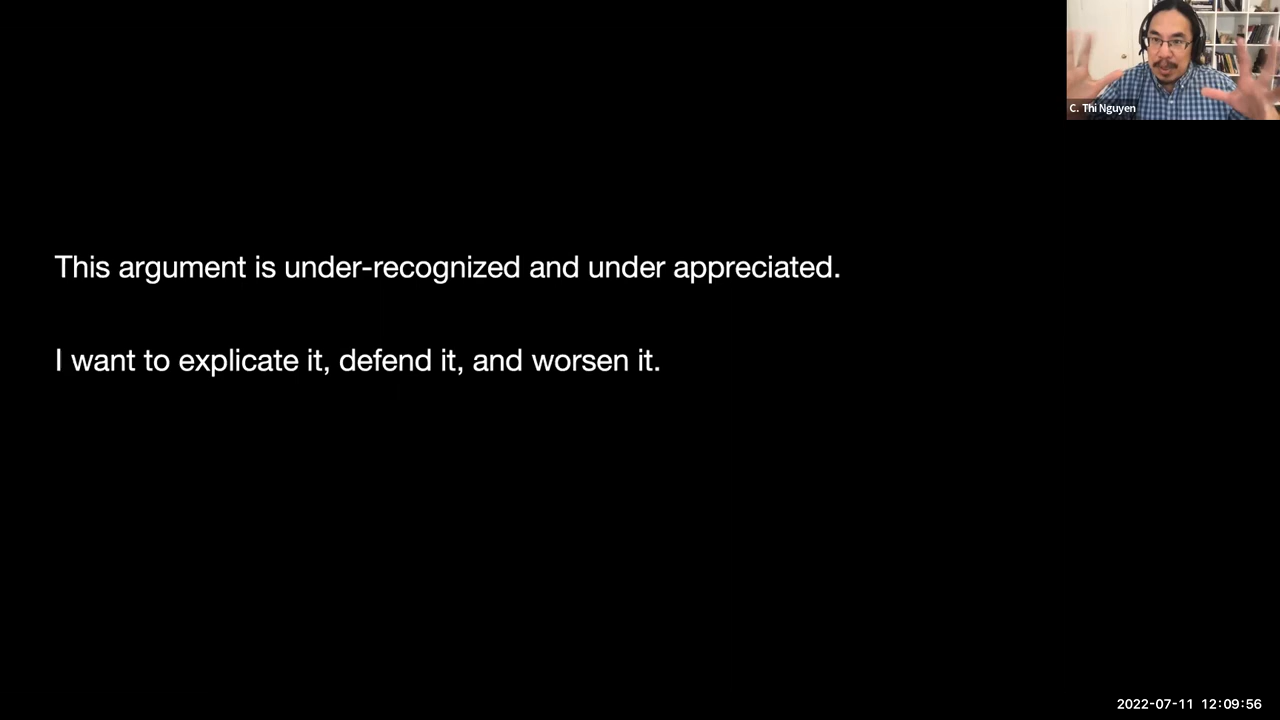 C. Thi Nguyen
This argument is under-recognized and under appreciated.
I want to explicate it, defend it, and worsen it.
2022-07-11 12:09:56